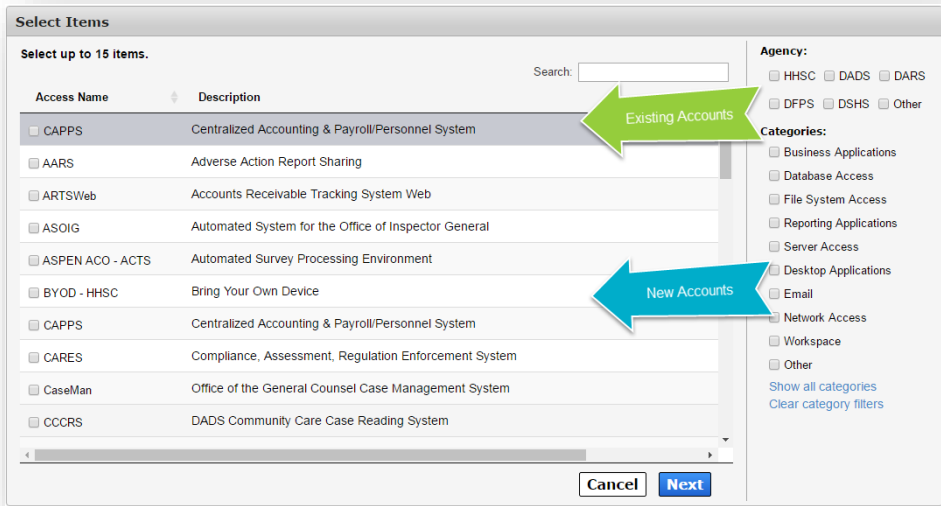 Select Items
Select up to 15 items.
Search:
Access Name Description
CAPPS Centralized Accounting & Payroll/Personnel System
AARS Adverse Action Report Sharing
ARTSWeb Accounts Receivable Tracking System Web
ASOIG Automated System for the Office of Inspector General
ASPEN ACO - ACTS Automated Survey Processing Environment
BYOD - HHSC Bring Your Own Device
CAPPS Centralized Accounting & Payroll/Personnel System
CARES Compliance, Assessment, Regulation Enforcement System
CaseMan Office of the General Counsel Case Management System
CCCRS DADS Community Care Case Reading System
Existing Accounts
New Accounts
Cancel Next
Agency:
HHSC DADS DARS
DFPS DSHS Other
Categories:
Business Applications
Database Access
File System Access
Reporting Applications
Server Access
Desktop Applications
Email
Network Access
Workspace
Other
Show all categories
Clear category filters